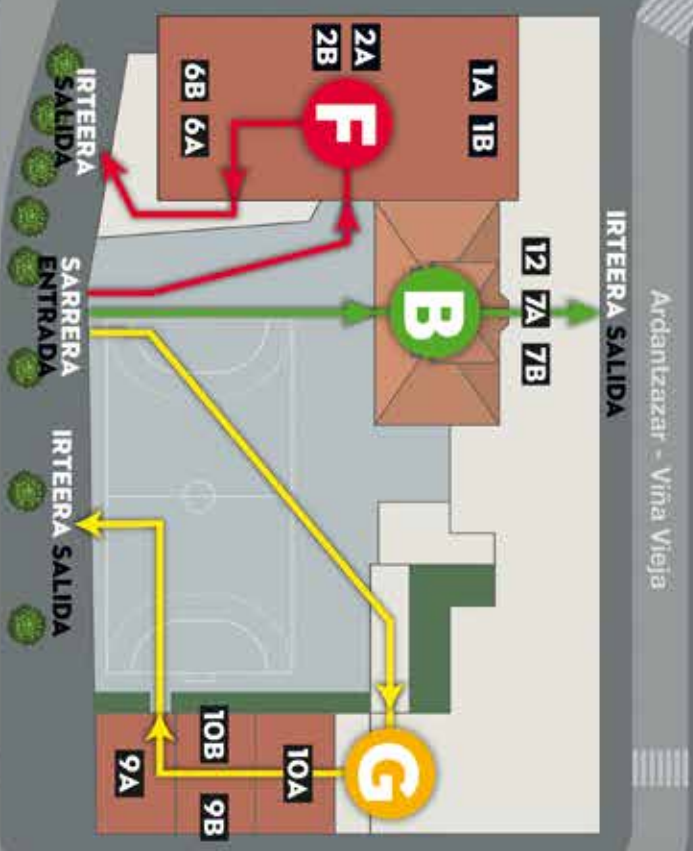 Ardantzazar - Viña Vieja
IRTEERA SALIDA
1A 1B
12 7A 7B
2A
2B
F
B
G
6B 6A
10A
10B 9B
9A
IRTEERA
SALIDA
SARRERA
ENTRADA
IRTEERA SALIDA